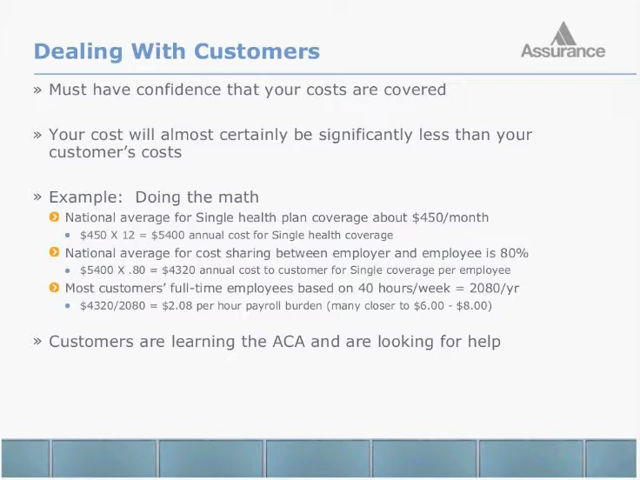 Dealing With Customers
Assurance
» Must have confidence that your costs are covered
» Your cost will almost certainly be significantly less than your
customer's costs
» Example: Doing the math
National average for Single health plan coverage about $450/month
• $450 X 12 = $5400 annual cost for Single health coverage
National average for cost sharing between employer and employee is 80%
• $5400 X .80 = $4320 annual cost to customer for Single coverage per employee
Most customers' full-time employees based on 40 hours/week = 2080/yr
• $4320/2080 = $2.08 per hour payroll burden (many closer to $6.00 - $8.00)
» Customers are learning the ACA and are looking for help